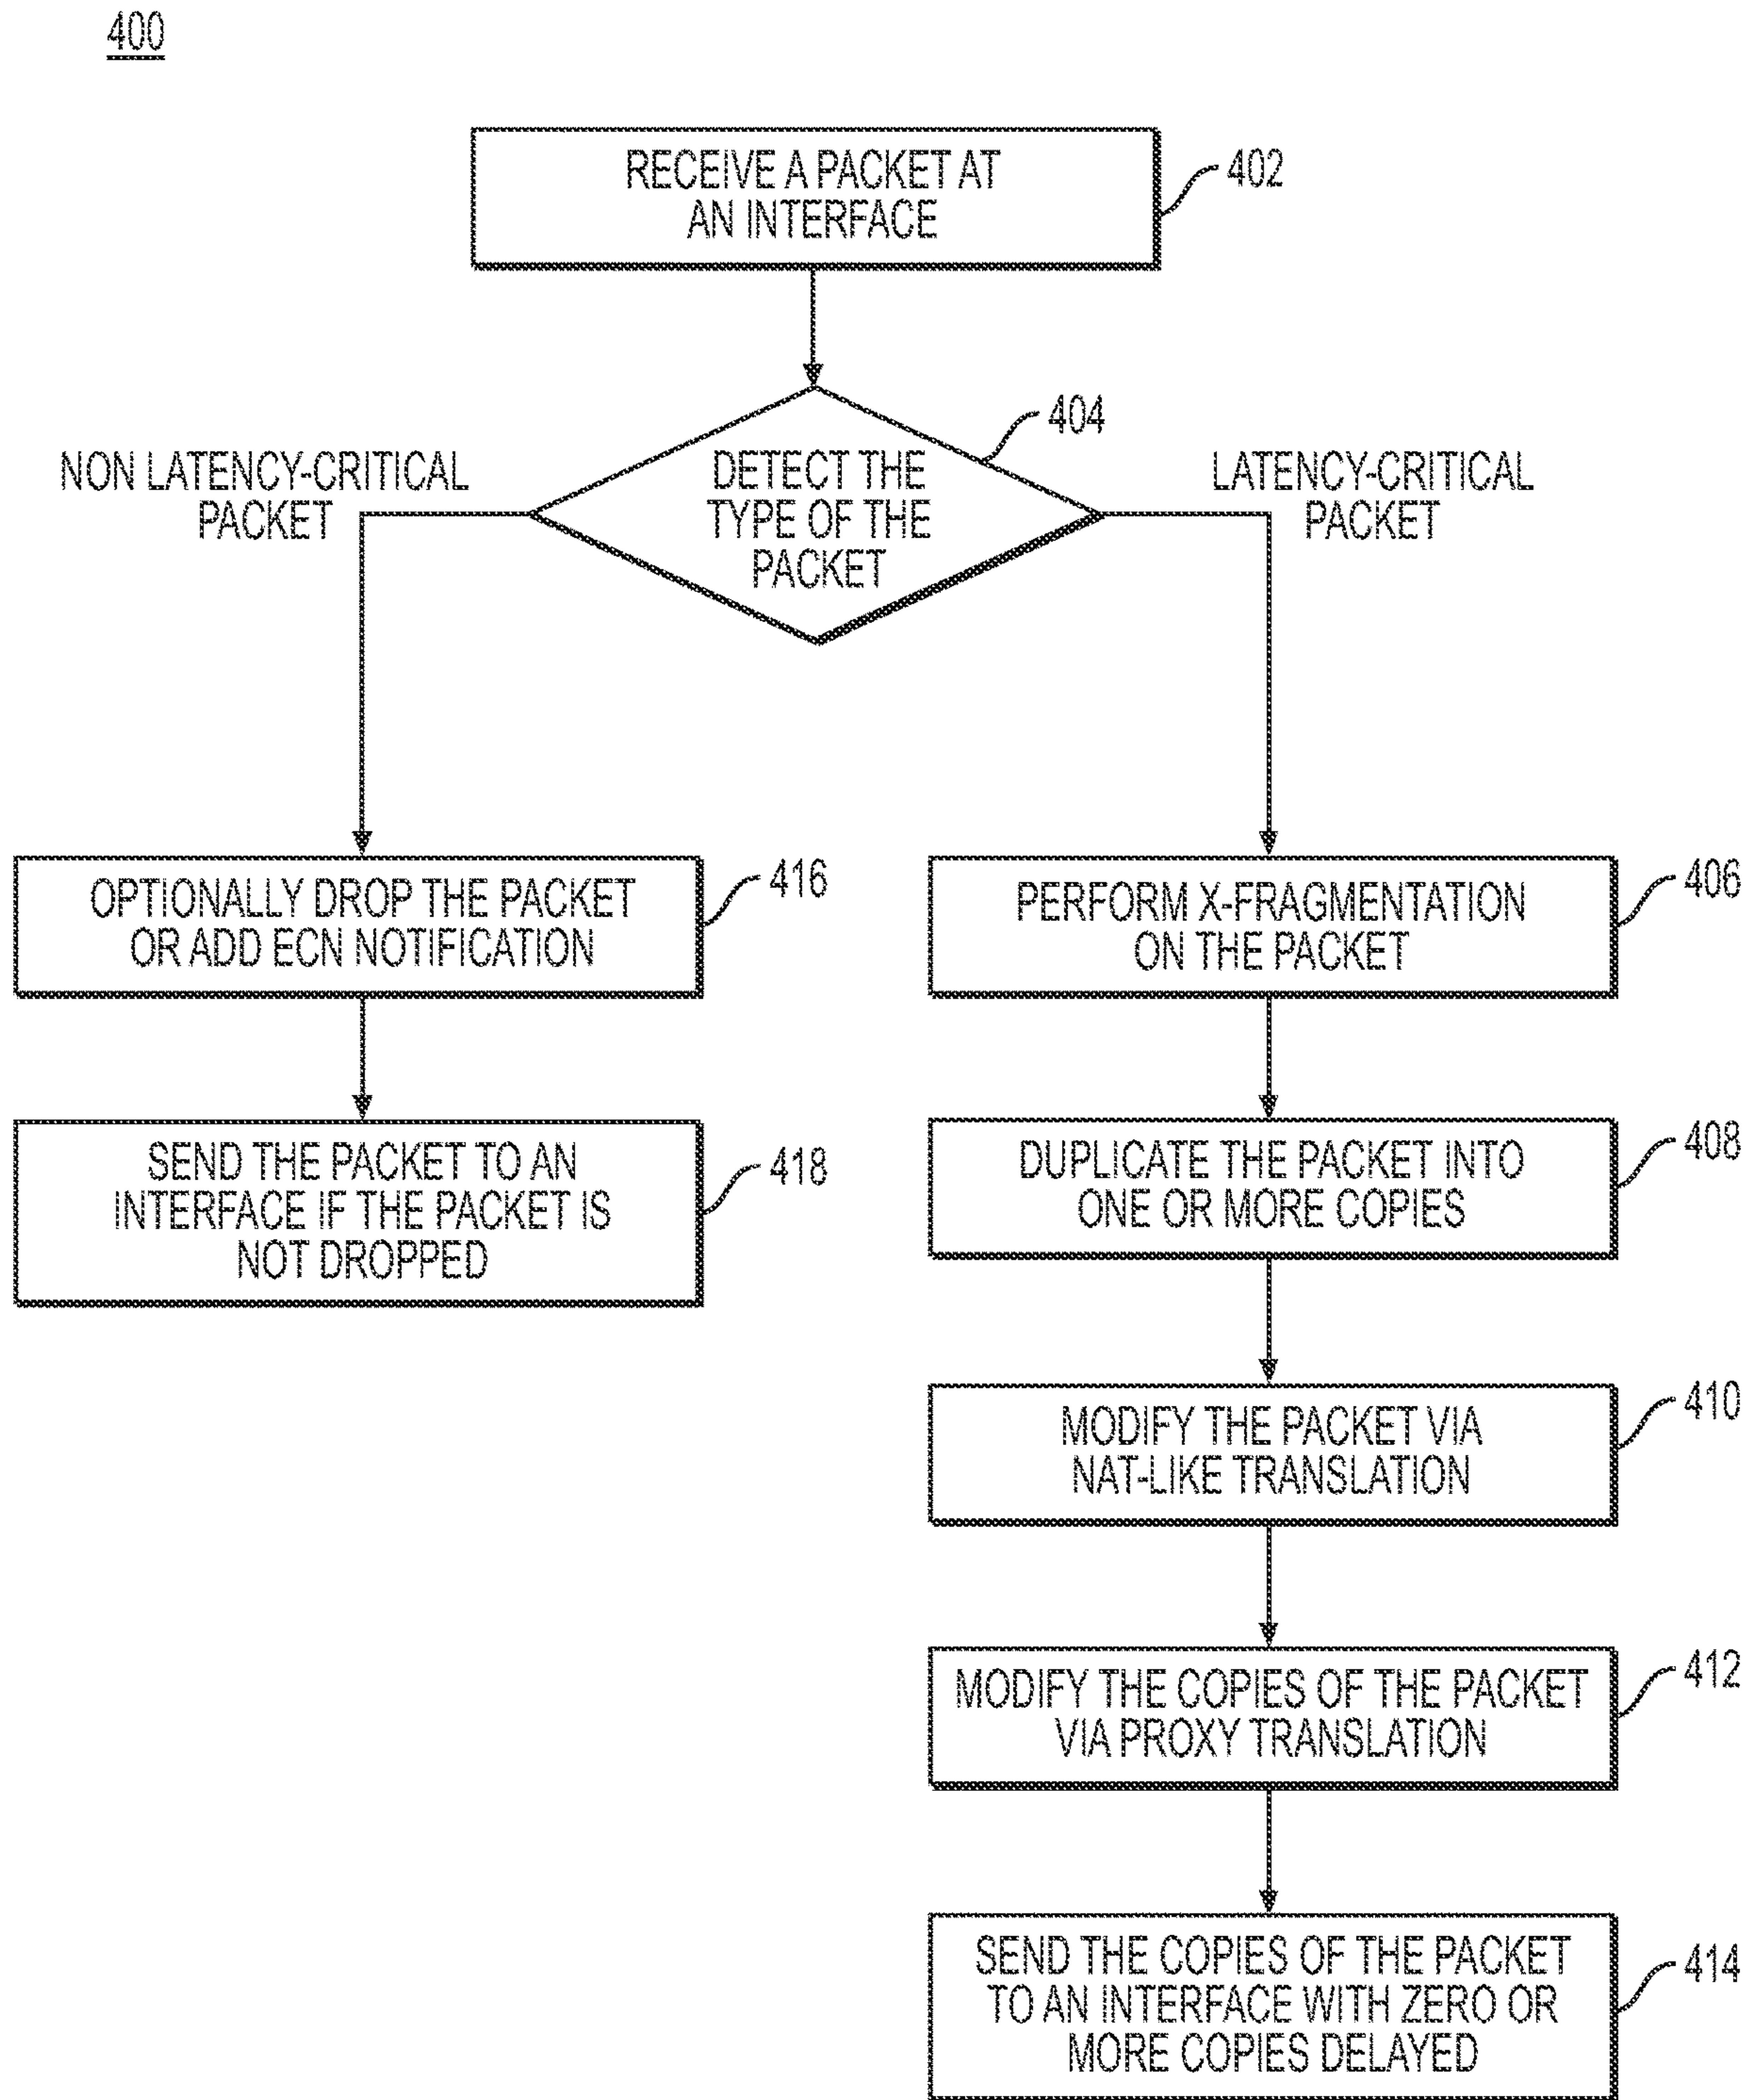 400
RECEIVE A PACKET AT
AN INTERFACE
402
404
DETECT THE
TYPE OF THE
PACKET
NON LATENCY-CRITICAL
PACKET
LATENCY-CRITICAL
PACKET
OPTIONALLY DROP THE PACKET
OR ADD ECN NOTIFICATION
416
SEND THE PACKET TO AN
INTERFACE IF THE PACKET IS
NOT DROPPED
418
PERFORM X-FRAGMENTATION
ON THE PACKET
406
DUPLICATE THE PACKET INTO
ONE OR MORE COPIES
408
MODIFY THE PACKET VIA
NAT-LIKE TRANSLATION
410
MODIFY THE COPIES OF THE PACKET
VIA PROXY TRANSLATION
412
SEND THE COPIES OF THE PACKET
TO AN INTERFACE WITH ZERO OR
MORE COPIES DELAYED
414